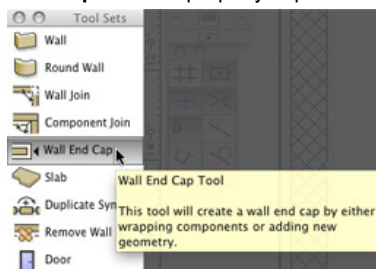 Tool Sets
Wall
Round Wall
Wall Join
Component Join
Wall End Cap
Slab
Wall End Cap Tool
Duplicate Sym
This tool will create a wall end cap by either
Remove Wall
wrapping components or adding new
geometry.
Door